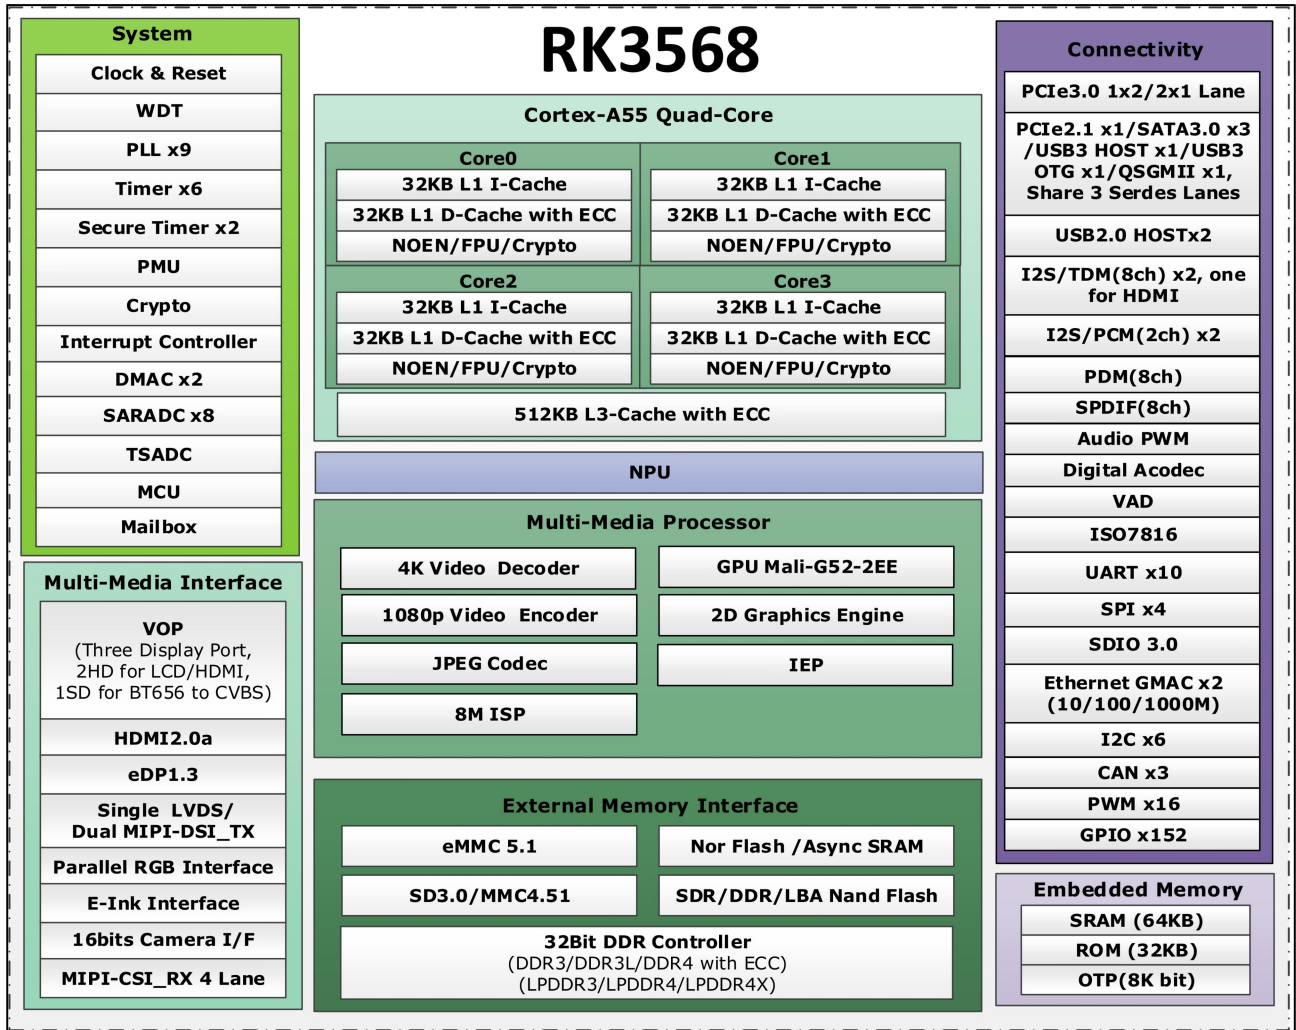 RK3568
System
Clock & Reset
WDT
PLL x9
Timer x6
Secure Timer x2
PMU
Crypto
Interrupt Controller
DMAC x2
SARADC x8
TSADC
MCU
Mailbox
Multi-Media Interface
VOP
(Three Display Port,
2HD for LCD/HDMI,
1SD for BT656 to CVBS)
HDMI2.0a
eDP1.3
Single LVDS/
Dual MIPI-DSI_TX
Parallel RGB Interface
E-Ink Interface
16bits Camera I/F
MIPI-CSI_RX 4 Lane
Cortex-A55 Quad-Core
Core0
32KB L1 I-Cache
32KB L1 D-Cache with ECC
NOEN/FPU/Crypto
Core1
32KB L1 I-Cache
32KB L1 D-Cache with ECC
NOEN/FPU/Crypto
Core2
32KB L1 I-Cache
32KB L1 D-Cache with ECC
NOEN/FPU/Crypto
Core3
32KB L1 I-Cache
32KB L1 D-Cache with ECC
NOEN/FPU/Crypto
512KB L3-Cache with ECC
NPU
Multi-Media Processor
4K Video Decoder
1080p Video Encoder
JPEG Codec
8M ISP
GPU Mali-G52-2EE
2D Graphics Engine
IEP
External Memory Interface
eMMC 5.1
Nor Flash /Async SRAM
SD3.0/MMC4.51
SDR/DDR/LBA Nand Flash
32Bit DDR Controller
(DDR3/DDR3L/DDR4 with ECC)
(LPDDR3/LPDDR4/LPDDR4X)
Connectivity
PCIe3.0 1x2/2x1 Lane
PCIe2.1 x1/SATA3.0 x3
/USB3 HOST x1/USB3
OTG x1/QSGMII x1,
Share 3 Serdes Lanes
USB2.0 HOSTx2
I2S/TDM(8ch) x2, one
for HDMI
I2S/PCM(2ch) x2
PDM(8ch)
SPDIF(8ch)
Audio PWM
Digital Acodec
VAD
ISO7816
UART x10
SPI x4
SDIO 3.0
Ethernet GMAC x2
(10/100/1000M)
I2C x6
CAN x3
PWM x16
GPIO x152
Embedded Memory
SRAM (64KB)
ROM (32KB)
OTP(8K bit)